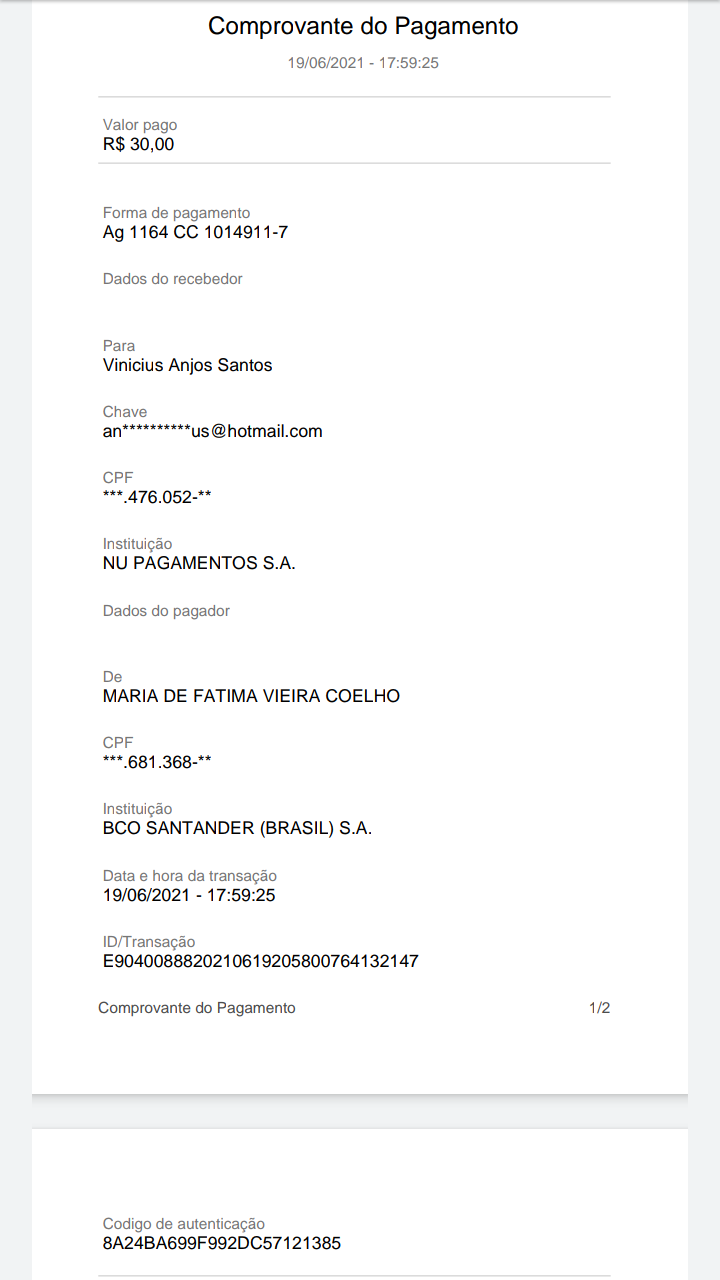 Comprovante do Pagamento
19/06/2021 - 17:59:25
Valor pago
R$ 30,00
Forma de pagamento
Ag 1164 CC 1014911-7
Dados do recebedor
Para
Vinicius Anjos Santos
Chave
an**********us@hotmail.com
CPF
***.476.052-**
Instituição
NU PAGAMENTOS S.A.
Dados do pagador
De
MARIA DE FATIMA VIEIRA COELHO
CPF
***.681.368-**
Instituição
BCO SANTANDER (BRASIL) S.A.
Data e hora da transação
19/06/2021 - 17:59:25
ID/Transação
E9040088820210619205800764132147
Comprovante do Pagamento 1/2
Codigo de autenticação
8A24BA699F992DC57121385